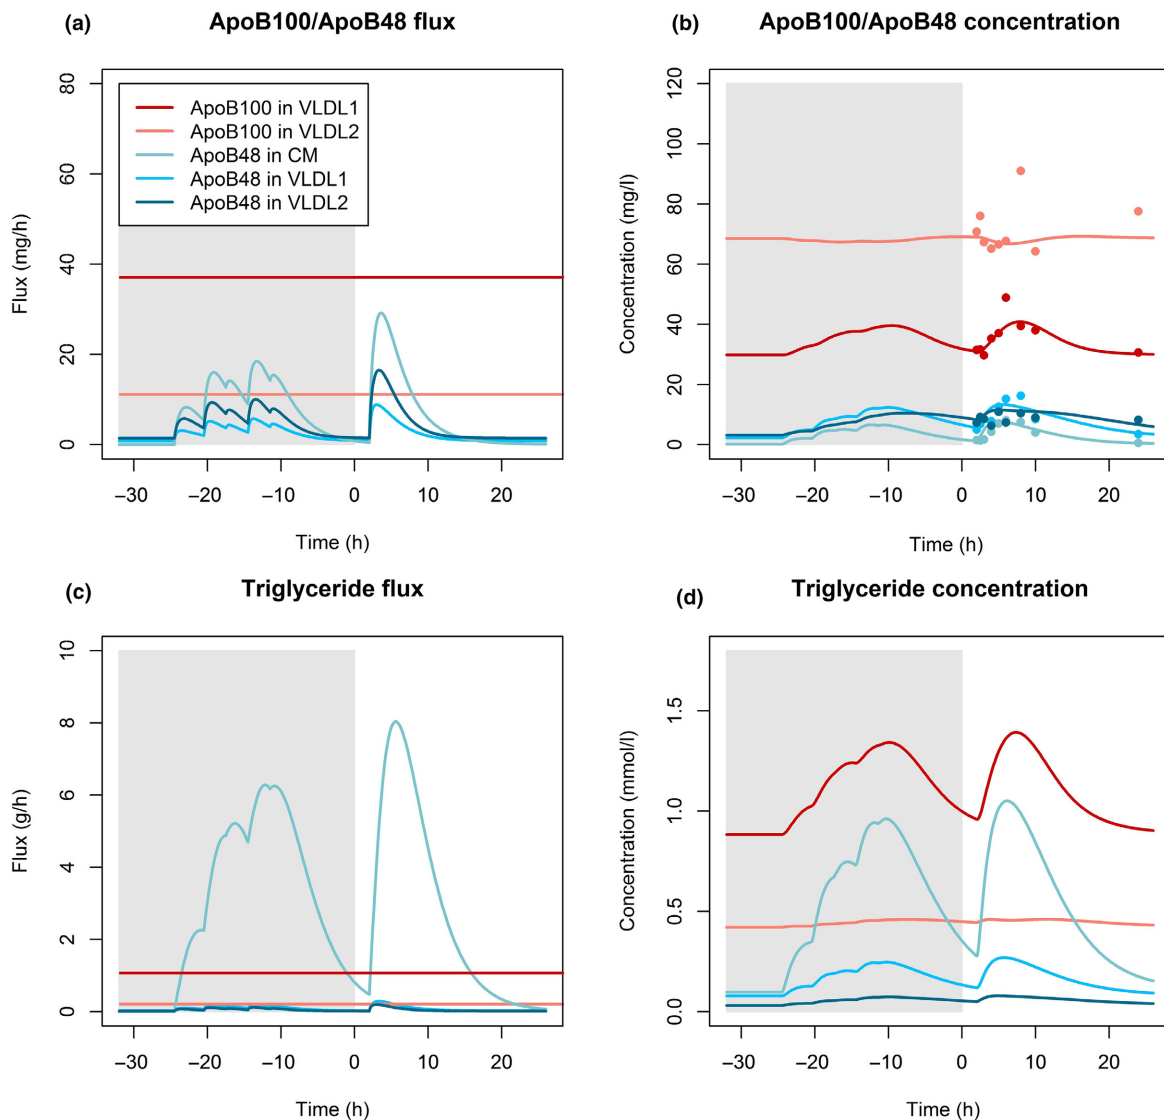 (a) ApoB100/ApoB48 flux
Flux (mg/h)
80
60
40
20
0
ApoB100 in VLDL1
ApoB100 in VLDL2
ApoB48 in CM
ApoB48 in VLDL1
ApoB48 in VLDL2
−30 −20 −10 0 10 20
Time (h)
(b) ApoB100/ApoB48 concentration
Concentration (mg/l)
120
100
80
60
40
20
0
−30 −20 −10 0 10 20
Time (h)
(c) Triglyceride flux
Flux (g/h)
10
8
6
4
2
0
−30 −20 −10 0 10 20
Time (h)
(d) Triglyceride concentration
Concentration (mmol/l)
1.5
1.0
0.5
0.0
−30 −20 −10 0 10 20
Time (h)